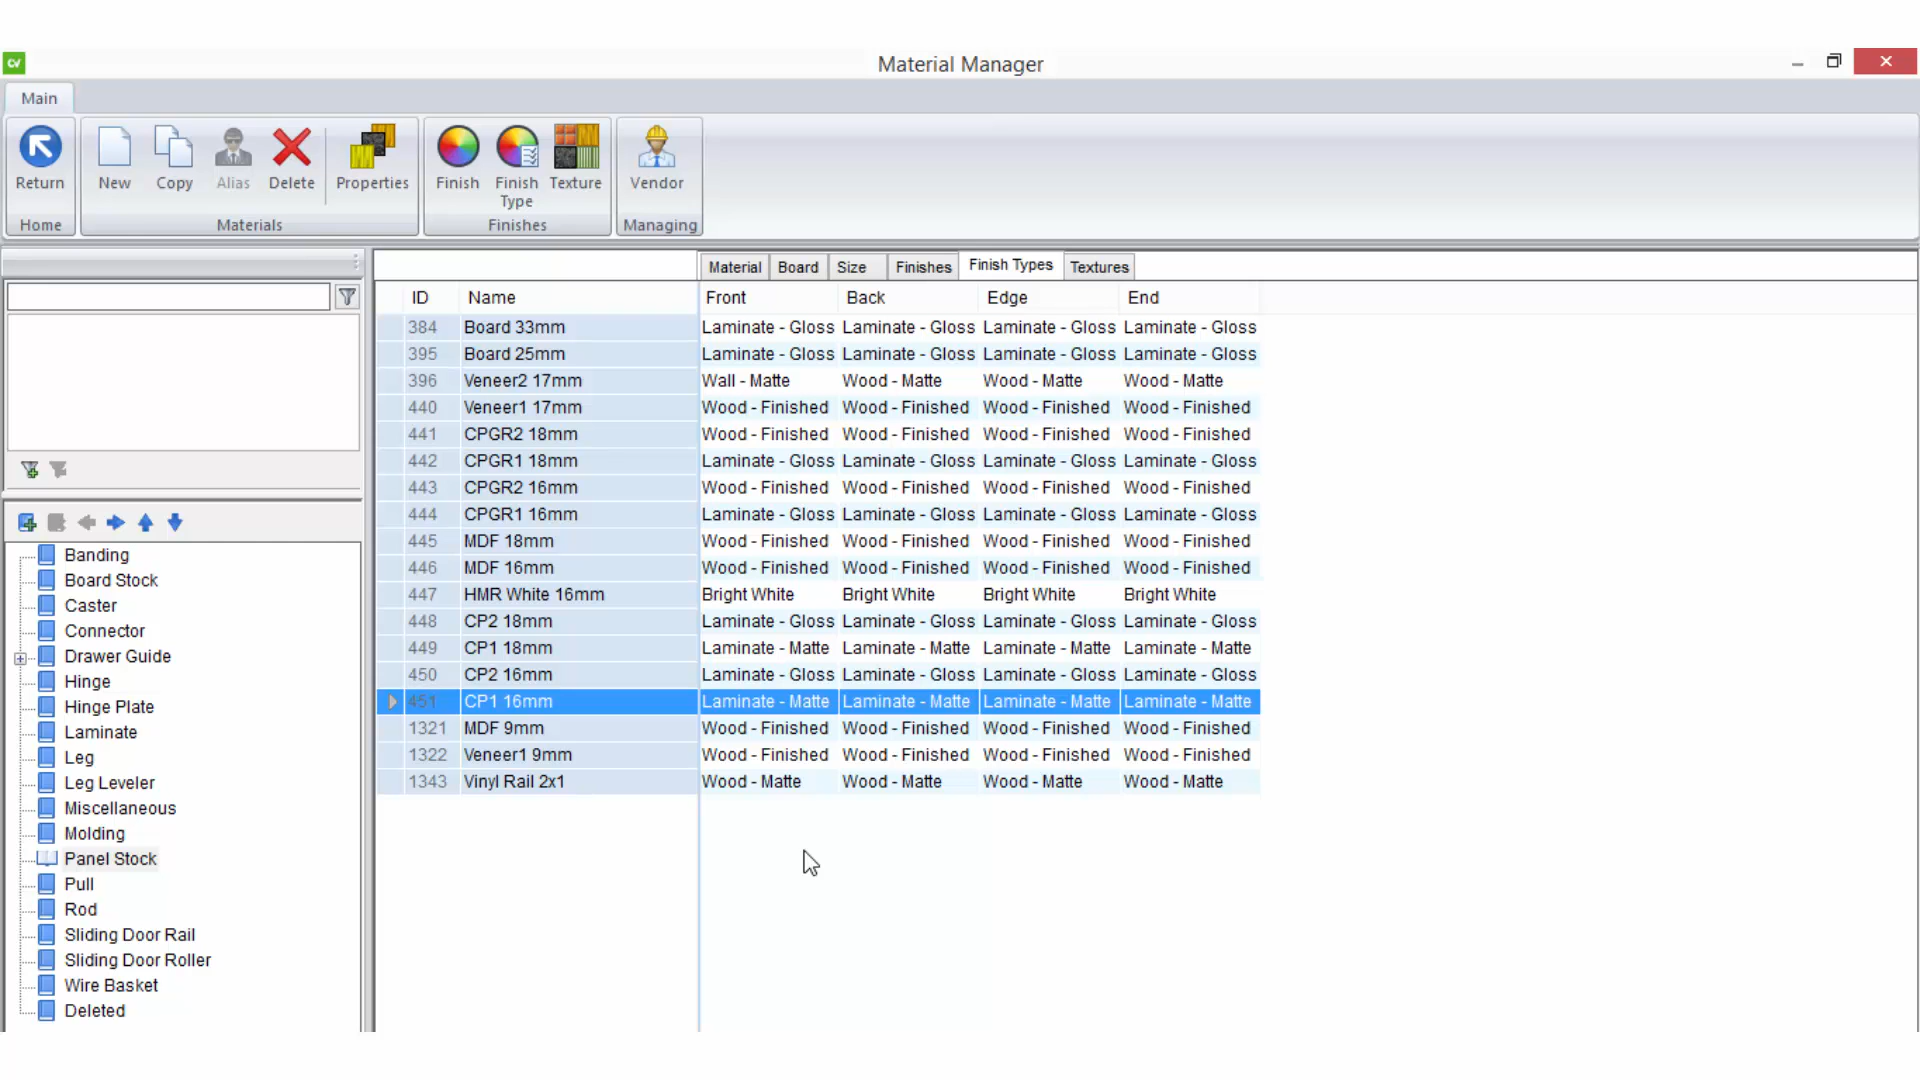 CV
Material Manager
Main
Return
New
Copy
Alias
Delete
Properties
Finish
Finish
Type
Texture
Vendor
Home
Materials
Finishes
Managing
Material Board Size Finishes Finish Types Textures
ID Name Front Back Edge End
384 Board 33mm Laminate - Gloss Laminate - Gloss Laminate - Gloss Laminate - Gloss
395 Board 25mm Laminate - Gloss Laminate - Gloss Laminate - Gloss Laminate - Gloss
396 Veneer2 17mm Wall - Matte Wood - Matte Wood - Matte Wood - Matte
440 Veneer1 17mm Wood - Finished Wood - Finished Wood - Finished Wood - Finished
441 CPGR2 18mm Wood - Finished Wood - Finished Wood - Finished Wood - Finished
442 CPGR1 18mm Laminate - Gloss Laminate - Gloss Laminate - Gloss Laminate - Gloss
443 CPGR2 16mm Wood - Finished Wood - Finished Wood - Finished Wood - Finished
444 CPGR1 16mm Laminate - Gloss Laminate - Gloss Laminate - Gloss Laminate - Gloss
445 MDF 18mm Wood - Finished Wood - Finished Wood - Finished Wood - Finished
446 MDF 16mm Wood - Finished Wood - Finished Wood - Finished Wood - Finished
447 HMR White 16mm Bright White Bright White Bright White Bright White
448 CP2 18mm Laminate - Gloss Laminate - Gloss Laminate - Gloss Laminate - Gloss
449 CP1 18mm Laminate - Matte Laminate - Matte Laminate - Matte Laminate - Matte
450 CP2 16mm Laminate - Gloss Laminate - Gloss Laminate - Gloss Laminate - Gloss
451 CP1 16mm Laminate - Matte Laminate - Matte Laminate - Matte Laminate - Matte
1321 MDF 9mm Wood - Finished Wood - Finished Wood - Finished Wood - Finished
1322 Veneer1 9mm Wood - Finished Wood - Finished Wood - Finished Wood - Finished
1343 Vinyl Rail 2x1 Wood - Matte Wood - Matte Wood - Matte Wood - Matte
Banding
Board Stock
Caster
Connector
Drawer Guide
Hinge
Hinge Plate
Laminate
Leg
Leg Leveler
Miscellaneous
Molding
Panel Stock
Pull
Rod
Sliding Door Rail
Sliding Door Roller
Wire Basket
Deleted